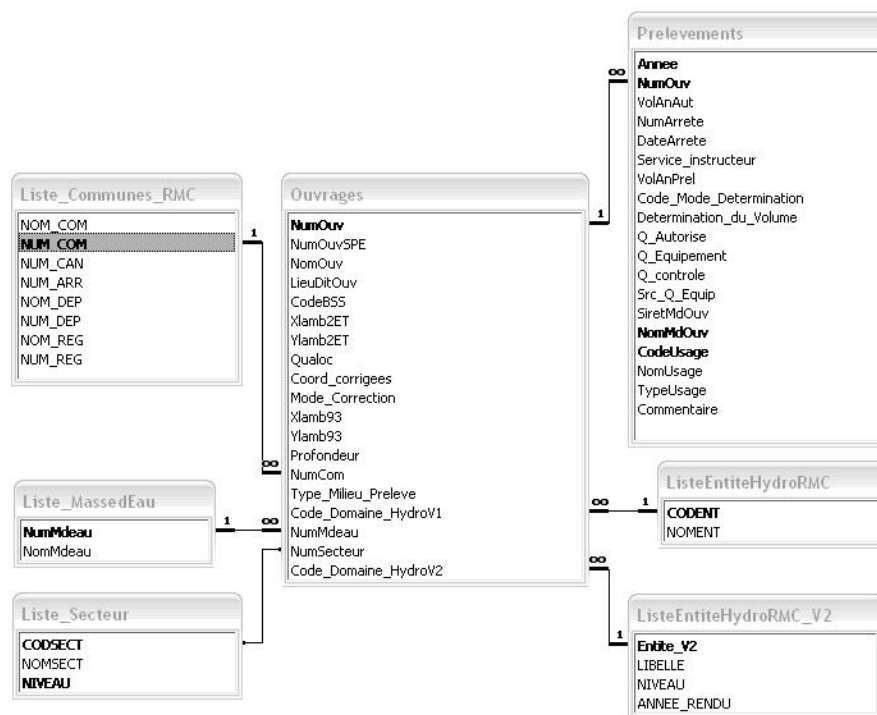 Liste_Communes_RMC
NOM_COM
NUM_COM
NUM_CAN
NUM_ARR
NOM_DEP
NUM_DEP
NOM_REG
NUM_REG
1
∞
Liste_MassedEau
NumMdeau
NomMdeau
1
∞
Liste_Secteur
CODSECT
NOMSECT
NIVEAU
Ouvrages
NumOuv
NumOuvSPE
NomOuv
LieuDitOuv
CodeBSS
Xlamb2ET
Ylamb2ET
Qualoc
Coord_corrigees
Mode_Correction
Xlamb93
Ylamb93
Profondeur
NumCom
Type_Milieu_Preleve
Code_Domaine_HydroV1
NumMdeau
NumSecteur
Code_Domaine_HydroV2
1
∞
Prelevements
Annee
NumOuv
VolAnAut
NumArrete
DateArrete
Service_instructeur
VolAnPrel
Code_Mode_Determination
Determination_du_Volume
Q_Autorise
Q_Equipement
Q_controle
Src_Q_Equip
SiretMdOuv
NomMdOuv
CodeUsage
NomUsage
TypeUsage
Commentaire
∞
1
ListeEntiteHydroRMC
CODENT
NOMENT
∞
1
ListeEntiteHydroRMC_V2
Entite_V2
LIBELLE
NIVEAU
ANNEE_RENDU